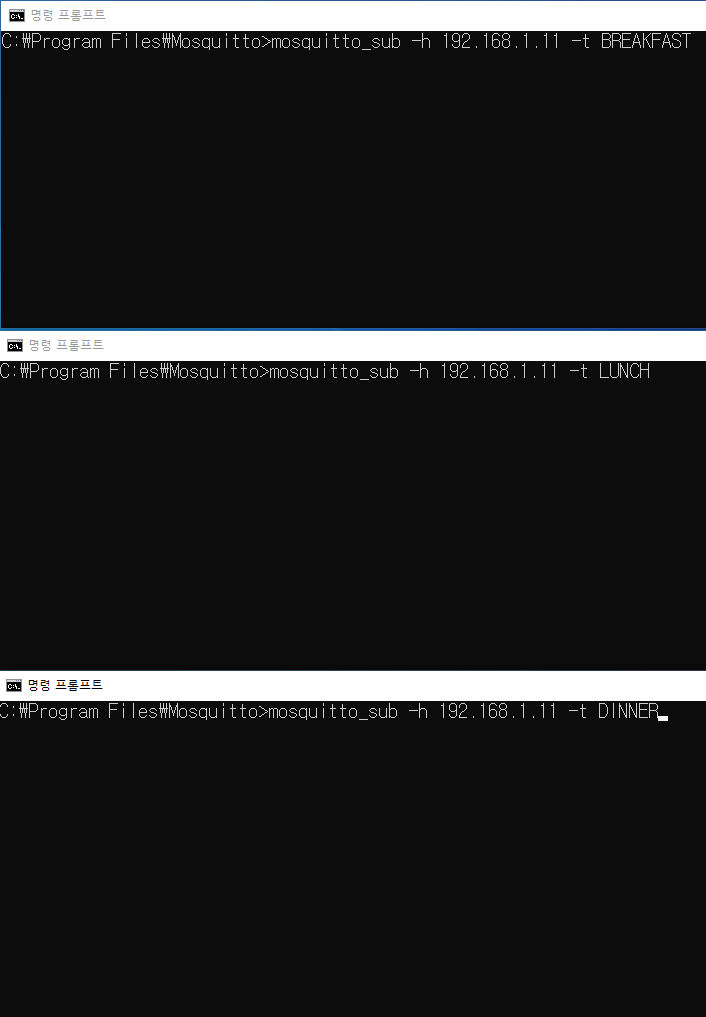 명령 프롬프트
C:₩Program Files₩Mosquitto>mosquitto_sub -h 192.168.1.11 -t BREAKFAST
명령 프롬프트
C:₩Program Files₩Mosquitto>mosquitto_sub -h 192.168.1.11 -t LUNCH
명령 프롬프트
C:₩Program Files₩Mosquitto>mosquitto_sub -h 192.168.1.11 -t DINNER